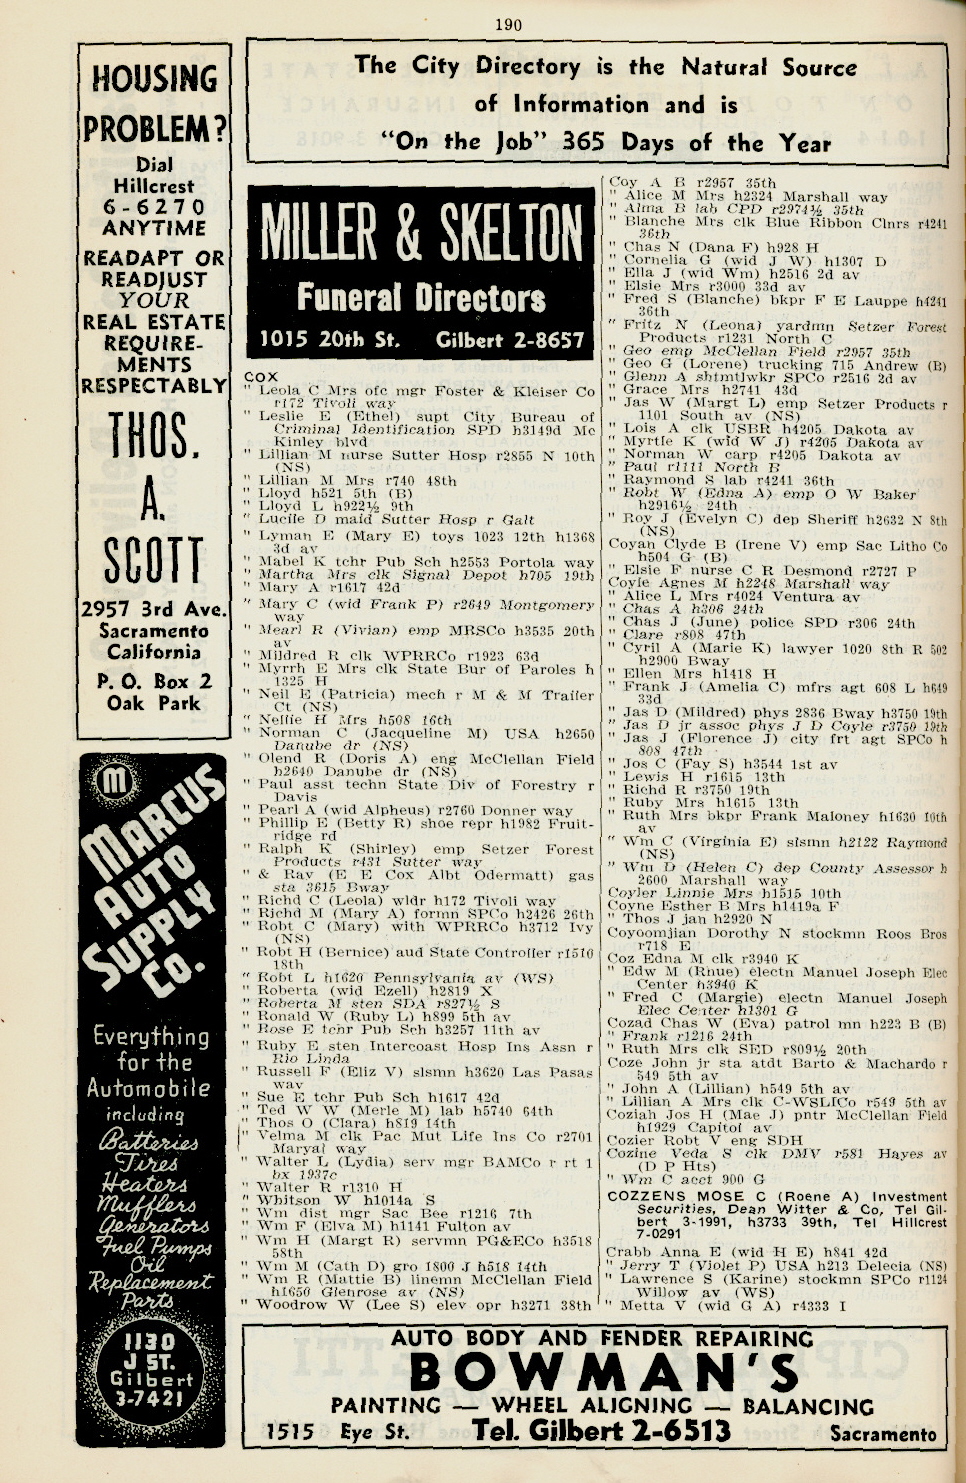 190
HOUSING
PROBLEM?
Dial
Hillcrest
6-6270
ANYTIME
READAPT OR
READJUST
YOUR
REAL ESTATE
REQUIRE-
MENTS
RESPECTABLY
THOS.
A.
SCOTT
2957 3rd Ave.
Sacramento
California
P. O. Box 2
Oak Park
M
MARCUS
AUTO
SUPPLY
CO.
Everything
for the
Automobile
including
Batteries
Tires
Heaters
Mufflers
Generators
Fuel Pumps
Oil
Replacement
Parts
1130
J ST.
Gilbert
3-7421
The City Directory is the Natural Source
of Information and is
"On the Job" 365 Days of the Year
MILLER & SKELTON
Funeral Directors
1015 20th St. Gilbert 2-8657
COX
" Leola C Mrs ofc mgr Foster & Kleiser Co
r172 Tivoli way
" Leslie E (Ethel) supt City Bureau of
Criminal Identification SPD h3149d Mc
Kinley blvd
" Lillian M nurse Sutter Hosp r2855 N 10th
(NS)
" Lillian M Mrs r740 48th
" Lloyd h521 5th (B)
" Lloyd L h922½ 9th
" Lucile D maid Sutter Hosp r Galt
" Lyman E (Mary E) toys 1023 12th h1368
3d av
" Mabel K tchr Pub Sch h2553 Portola way
" Martha Mrs clk Signal Depot h705 19th
" Mary A r1617 42d
" Mary C (wid Frank P) r2649 Montgomery
way
" Mearl R (Vivian) emp MRSCo h3535 20th
av
" Mildred R clk WPRRCo r1923 63d
" Myrrh E Mrs clk State Bur of Paroles h
1325 H
" Neil E (Patricia) mech r M & M Trailer
Ct (NS)
" Nellie H Mrs h508 16th
" Norman C (Jacqueline M) USA h2650
Danube dr (NS)
" Olend R (Doris A) eng McClellan Field
h2640 Danube dr (NS)
" Paul asst techn State Div of Forestry r
Davis
" Pearl A (wid Alpheus) r2760 Donner way
" Phillip E (Betty R) shoe repr h1982 Fruit-
ridge rd
" Ralph K (Shirley) emp Setzer Forest
Products r431 Sutter way
" & Ray (E E Cox Albt Odermatt) gas
sta 3615 Bway
" Richd C (Leola) wldr h172 Tivoli way
" Richd M (Mary A) formn SPCo h2426 26th
" Robt C (Mary) with WPRRCo h3712 Ivy
(NS)
" Robt H (Bernice) aud State Controller r1510
18th
" Robt L h1620 Pennsylvania av (WS)
" Roberta (wid Ezell) h2819 X
" Roberta M sten SDA r827½ S
" Ronald W (Ruby L) h899 5th av
" Rose E tchr Pub Sch h3257 11th av
" Ruby E sten Intercoast Hosp Ins Assn r
Rio Linda
" Russell F (Eliz V) slsmn h3620 Las Pasas
way
" Sue E tchr Pub Sch h1617 42d
" Ted W W (Merle M) lab h5740 64th
" Thos O (Clara) h819 14th
" Velma M clk Pac Mut Life Ins Co r2701
Maryal way
" Walter L (Lydia) serv mgr BAMCo r rt 1
bx 1937c
" Walter R r1310 H
" Whitson W h1014a S
" Wm dist mgr Sac Bee r1216 7th
" Wm F (Elva M) h1141 Fulton av
" Wm H (Margt R) servmn PG&ECo h3518
58th
" Wm M (Cath D) gro 1800 J h518 14th
" Wm R (Mattie B) linemn McClellan Field
h1650 Glenrose av (NS)
" Woodrow W (Lee S) elev opr h3271 38th
Coy A B r2957 35th
" Alice M Mrs h2324 Marshall way
" Alma B lab CPD r2974½ 35th
" Blanche Mrs clk Blue Ribbon Clnrs r4241
36th
" Chas N (Dana F) h928 H
" Cornelia G (wid J W) h1307 D
" Ella J (wid Wm) h2516 2d av
" Elsie Mrs r3000 33d av
" Fred S (Blanche) bkpr F E Lauppe h4241
36th
" Fritz N (Leona) yardmn Setzer Forest
Products r1231 North C
" Geo emp McClellan Field r2957 35th
" Geo G (Lorene) trucking 715 Andrew (B)
" Glenn A shtmtlwkr SPCo r2516 2d av
" Grace Mrs h2741 43d
" Jas W (Margt L) emp Setzer Products r
1101 South av (NS)
" Lois A clk USBR h4205 Dakota av
" Myrtle K (wid W J) r4205 Dakota av
" Norman W carp r4205 Dakota av
" Paul r1111 North B
" Raymond S lab r4241 36th
" Robt W (Edna A) emp O W Baker
h2916½ 24th
" Roy J (Evelyn C) dep Sheriff h2632 N 8th
(NS)
Coyan Clyde B (Irene V) emp Sac Litho Co
h504 G (B)
" Elsie F nurse C R Desmond r2727 P
Coyle Agnes M h2248 Marshall way
" Alice L Mrs r4024 Ventura av
" Chas A h306 24th
" Chas J (June) police SPD r306 24th
" Clare r808 47th
" Cyril A (Marie K) lawyer 1020 8th R 502
h2900 Bway
" Ellen Mrs h1418 H
" Frank J (Amelia C) mfrs agt 608 L h649
33d
" Jas D (Mildred) phys 2836 Bway h3750 19th
" Jas D jr assoc phys J D Coyle r3750 19th
" Jas J (Florence J) city frt agt SPCo h
808 47th
" Jos C (Fay S) h3544 1st av
" Lewis H r1615 13th
" Richd R r3750 19th
" Ruby Mrs h1615 13th
" Ruth Mrs bkpr Frank Maloney h1630 10th
av
" Wm C (Virginia E) slsmn h2122 Raymond
(NS)
" Wm D (Helen C) dep County Assessor h
2600 Marshall way
Coyler Linnie Mrs h1515 10th
Coyne Esther B Mrs h1419a F
" Thos J jan h2920 N
Coyoomjian Dorothy N stockmn Roos Bros
r718 E
Coz Edna M clk r3940 K
" Edw M (Rhue) electn Manuel Joseph Elec
Center h3940 K
" Fred C (Margie) electn Manuel Joseph
Elec Center h1301 G
Cozad Chas W (Eva) patrol mn h223 B (B)
" Frank r1216 24th
" Ruth Mrs clk SED r809½ 20th
Coze John jr sta atdt Barto & Machardo r
549 5th av
" John A (Lillian) h549 5th av
" Lillian A Mrs clk C-WSLICo r549 5th av
Coziah Jos H (Mae J) pntr McClellan Field
h1929 Capitol av
Cozier Robt V eng SDH
Cozine Veda S clk DMV r581 Hayes av
(D P Hts)
" Wm C acct 900 G
COZZENS MOSE C (Roene A) Investment
Securities, Dean Witter & Co, Tel Gil-
bert 3-1991, h3733 39th, Tel Hillcrest
7-0291
Crabb Anna E (wid H E) h841 42d
" Jerry T (Violet P) USA h213 Delecia (NS)
" Lawrence S (Karine) stockmn SPCo r1124
Willow av (WS)
" Metta V (wid G A) r4333 I
AUTO BODY AND FENDER REPAIRING
BOWMAN'S
PAINTING — WHEEL ALIGNING — BALANCING
1515 Eye St. Tel. Gilbert 2-6513 Sacramento